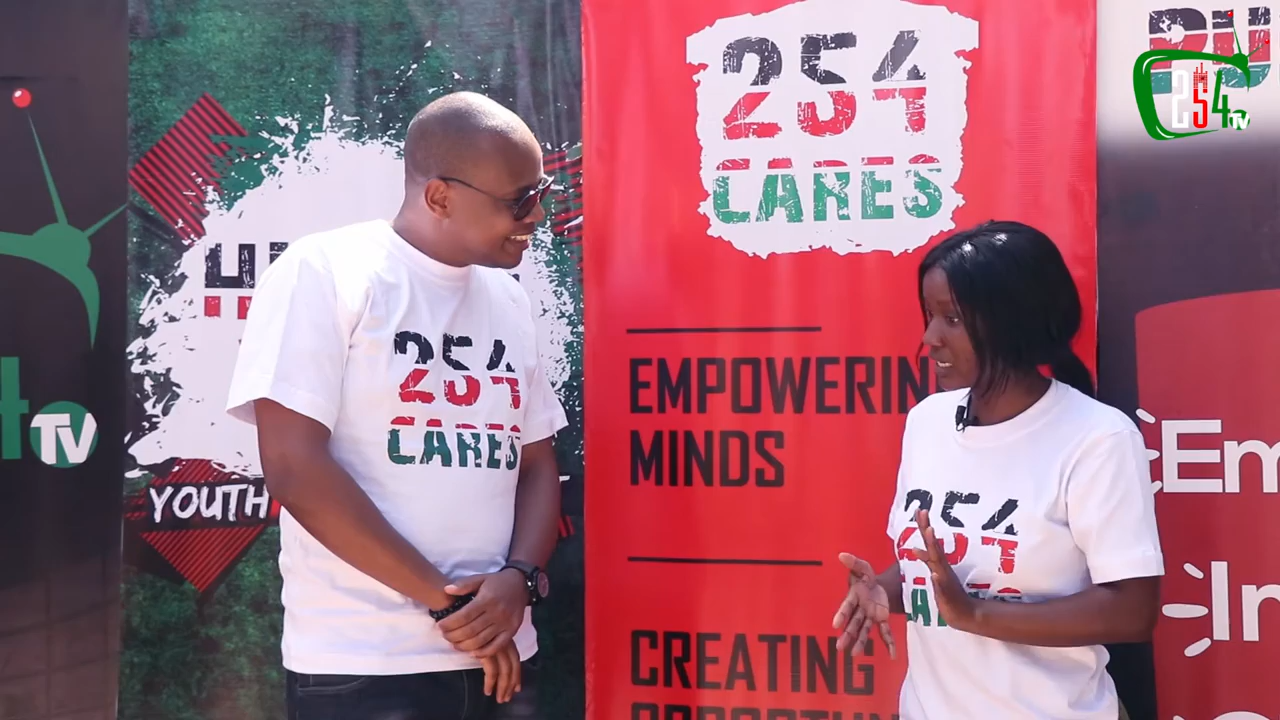 254
CARES
EMPOWERIN
MINDS
CREATING
254
TV
TV
YOUTH
254
CARES
254
CARES
Em
In